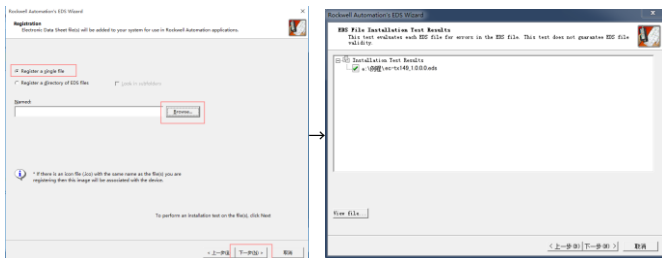 Rockwell Automation's EDS Wizard
Registration
Electronic Data Sheet file(s) will be added to your system for use in Rockwell Automation applications.
Register a single file
Register a directory of EDS files
Look in subfolders
Named:
Browse...
* If there is an icon file (.ico) with the same name as the file(s) you are
registering then this image will be associated with the device.
To perform an installation test on the file(s), click Next
< 上一步(B)
下一步(N) >
取消
→
Rockwell Automation's EDS Wizard
EDS File Installation Test Results
This test evaluates each EDS file for errors in the EDS file. This test does not guarantee EDS file
validity.
Installation Test Results
View file...
< 上一步(B)
下一步(N) >
取消